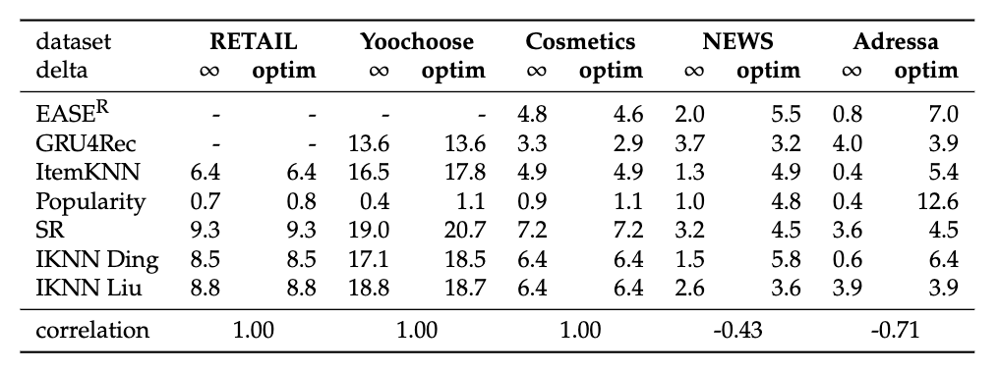 dataset RETAIL Yoochoose Cosmetics NEWS Adressa
delta ∞ optim ∞ optim ∞ optim ∞ optim ∞ optim
EASE^R - - - - 4.8 4.6 2.0 5.5 0.8 7.0
GRU4Rec - - 13.6 13.6 3.3 2.9 3.7 3.2 4.0 3.9
ItemKNN 6.4 6.4 16.5 17.8 4.9 4.9 1.3 4.9 0.4 5.4
Popularity 0.7 0.8 0.4 1.1 0.9 1.1 1.0 4.8 0.4 12.6
SR 9.3 9.3 19.0 20.7 7.2 7.2 3.2 4.5 3.6 4.5
IKNN Ding 8.5 8.5 17.1 18.5 6.4 6.4 1.5 5.8 0.6 6.4
IKNN Liu 8.8 8.8 18.8 18.7 6.4 6.4 2.6 3.6 3.9 3.9
correlation 1.00 1.00 1.00 -0.43 -0.71